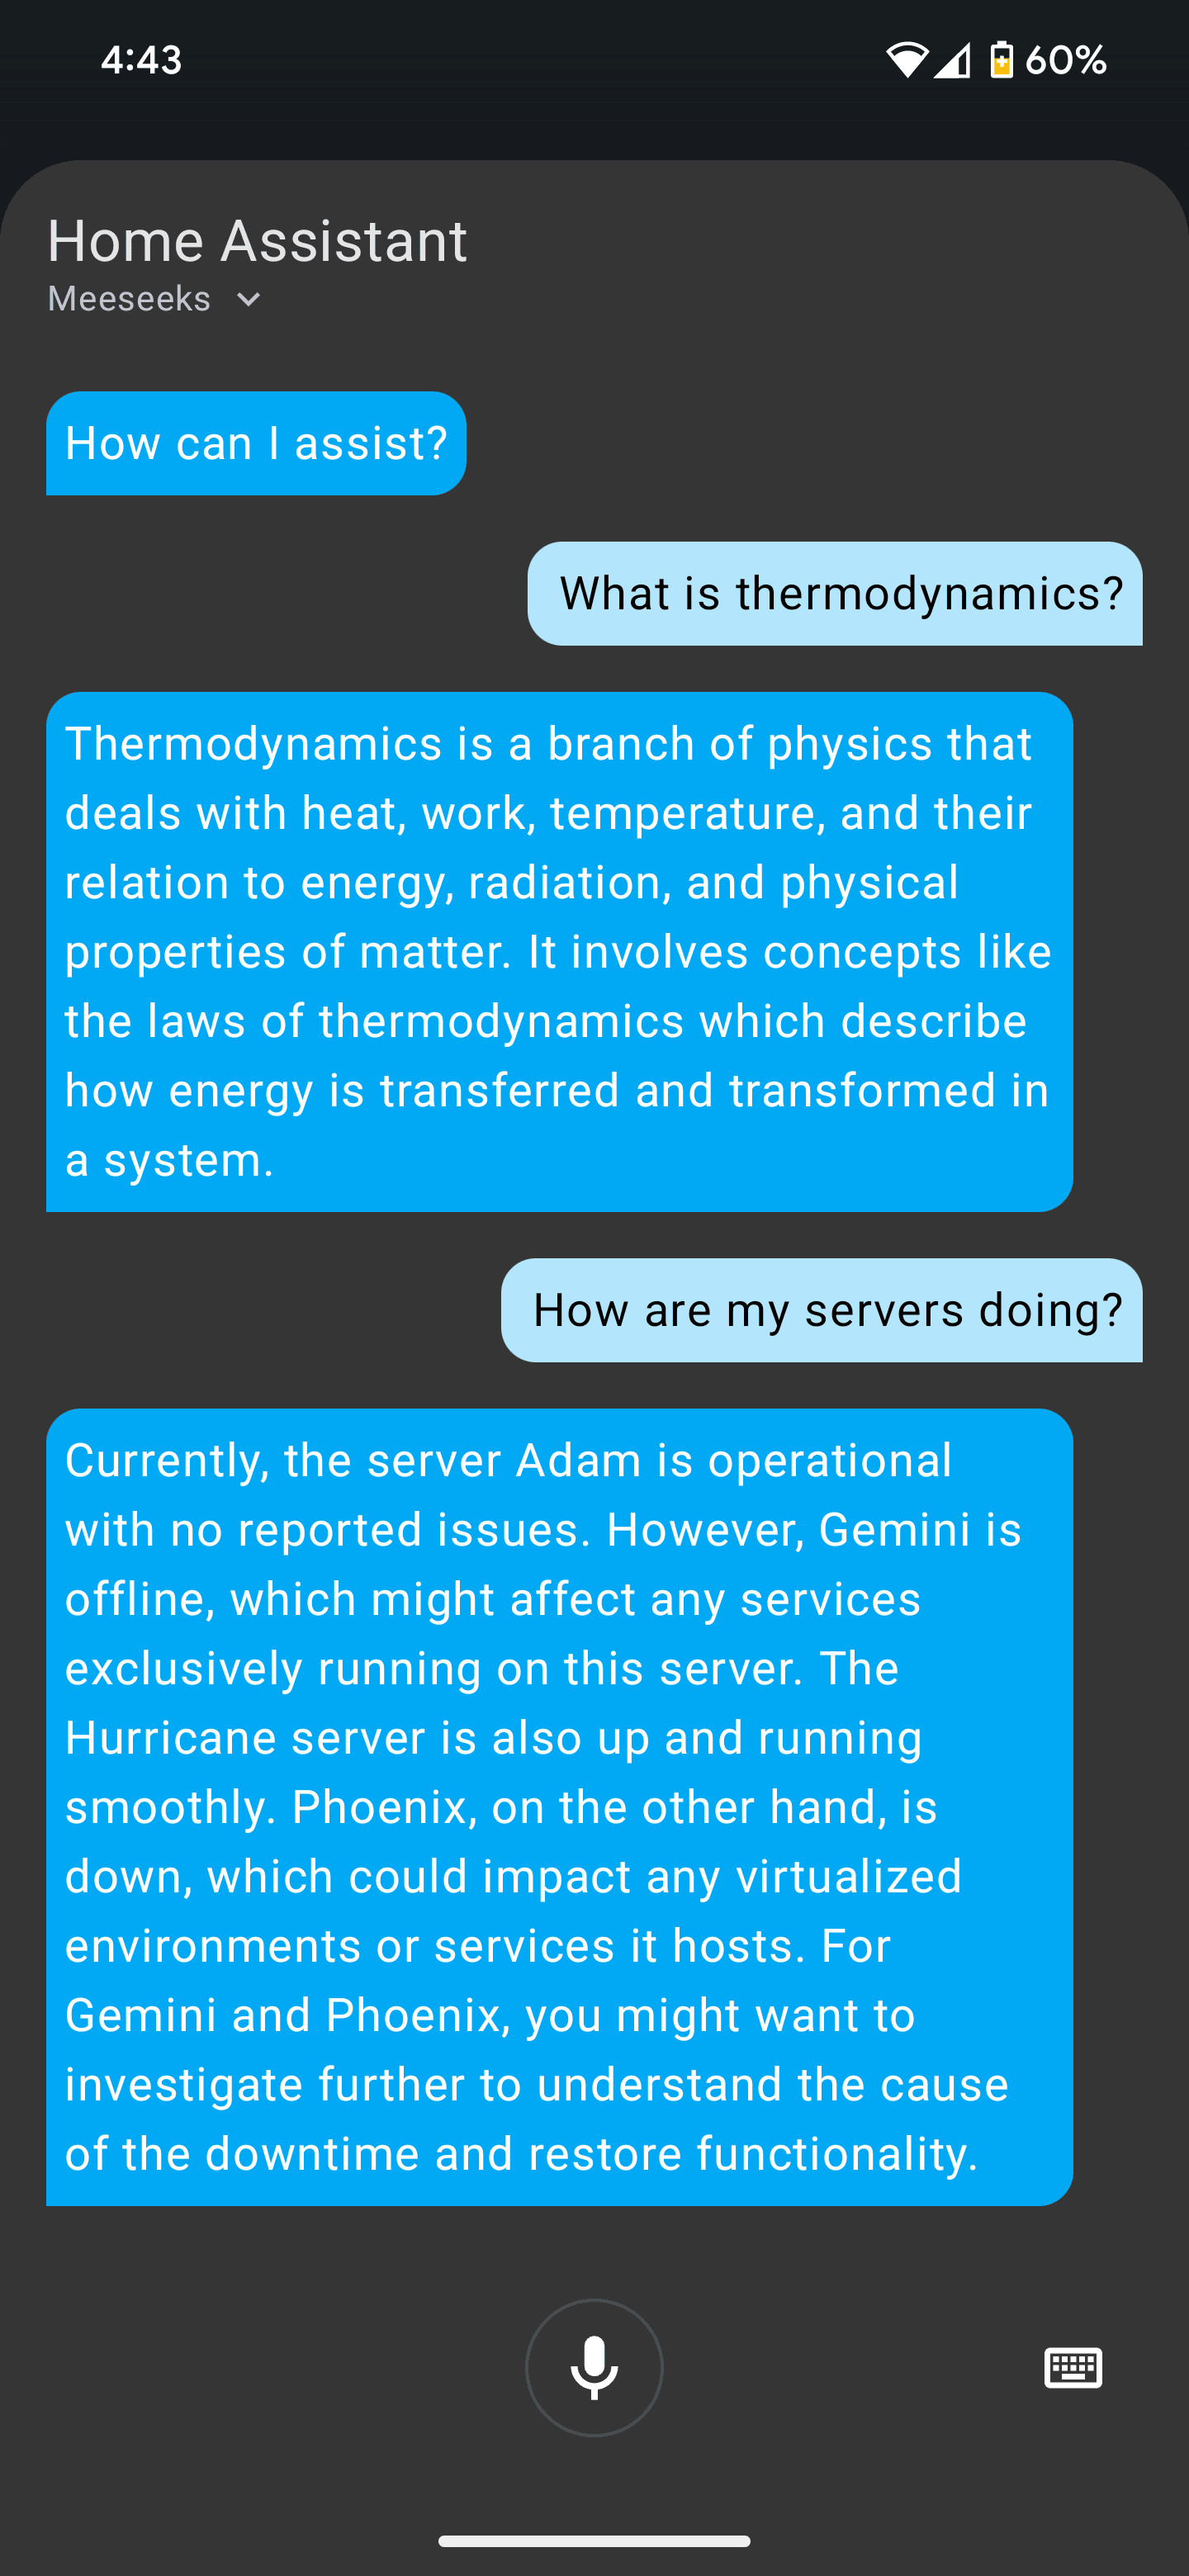 4:43
60%
Home Assistant
Meeseeks
How can I assist?
What is thermodynamics?
Thermodynamics is a branch of physics that
deals with heat, work, temperature, and their
relation to energy, radiation, and physical
properties of matter. It involves concepts like
the laws of thermodynamics which describe
how energy is transferred and transformed in
a system.
How are my servers doing?
Currently, the server Adam is operational
with no reported issues. However, Gemini is
offline, which might affect any services
exclusively running on this server. The
Hurricane server is also up and running
smoothly. Phoenix, on the other hand, is
down, which could impact any virtualized
environments or services it hosts. For
Gemini and Phoenix, you might want to
investigate further to understand the cause
of the downtime and restore functionality.